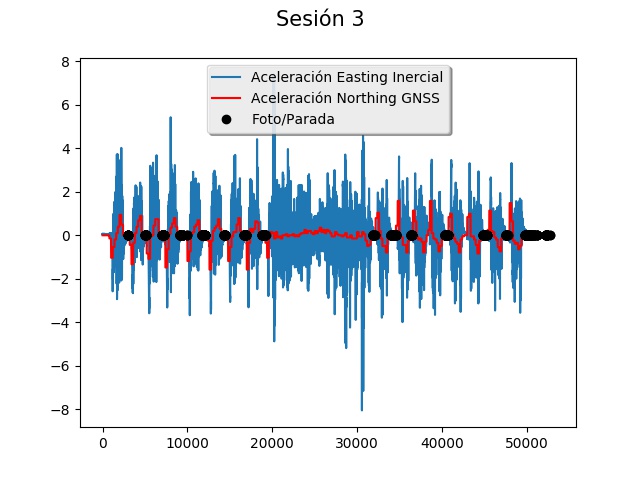 Sesión 3
8
6
4
2
0
−2
−4
−6
−8
Aceleración Easting Inercial
Aceleración Northing GNSS
Foto/Parada
0 10000 20000 30000 40000 50000